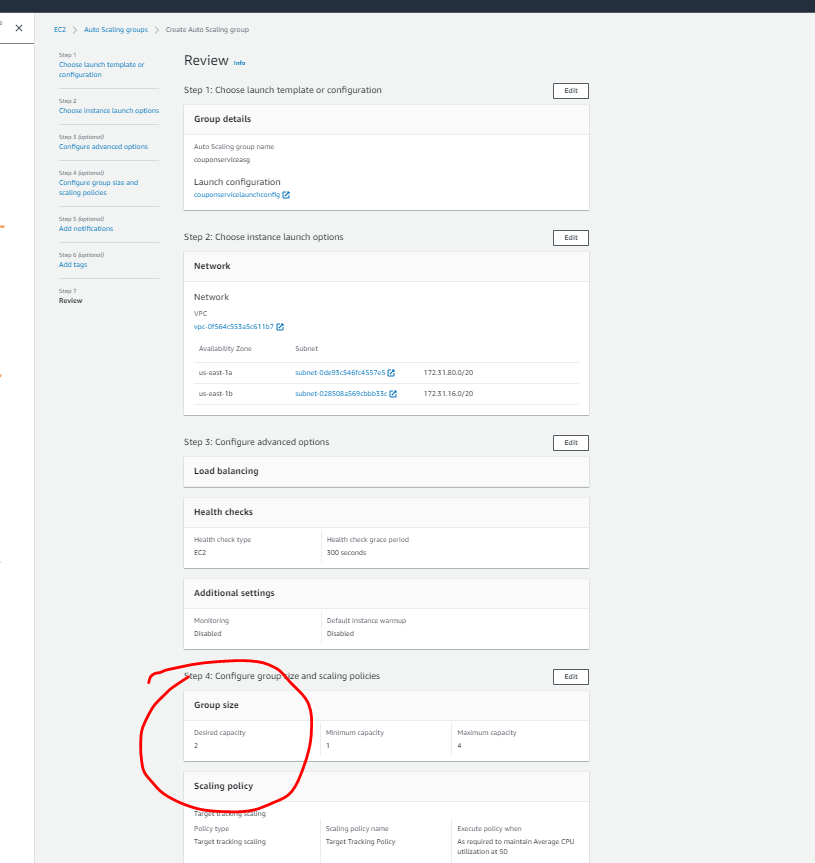 EC2 > Auto Scaling groups > Create Auto Scaling group
Step 1
Choose launch template or
configuration
Step 2
Choose instance launch options
Step 3 (optional)
Configure advanced options
Step 4 (optional)
Configure group size and
scaling policies
Step 5 (optional)
Add notifications
Step 6 (optional)
Add tags
Step 7
Review
Review Info
Step 1: Choose launch template or configuration Edit
Group details
Auto Scaling group name
couponserviceasg
Launch configuration
couponservicelaunchconfig
Step 2: Choose instance launch options Edit
Network
Network
VPC
vpc-0f564c553a5c611b7
Availability Zone Subnet
us-east-1a subnet-0de93c546fc4557e5 172.31.80.0/20
us-east-1b subnet-028508a569cbbb33c 172.31.16.0/20
Step 3: Configure advanced options Edit
Load balancing
Health checks
Health check type Health check grace period
EC2 300 seconds
Additional settings
Monitoring Default instance warmup
Disabled Disabled
Step 4: Configure group size and scaling policies Edit
Group size
Desired capacity Minimum capacity Maximum capacity
2 1 4
Scaling policy
Target tracking scaling
Policy type Scaling policy name Execute policy when
Target tracking scaling Target Tracking Policy As required to maintain Average CPU
utilization at 50